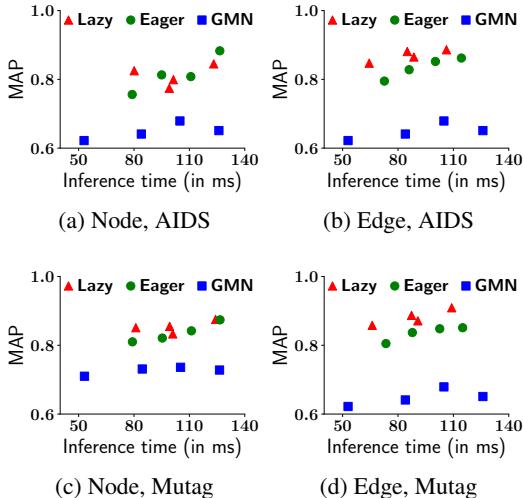 Lazy Eager GMN
Lazy Eager GMN
MAP
1.0
0.8
0.6
50 80 110 140
Inference time (in ms)
MAP
1.0
0.8
0.6
50 80 110 140
Inference time (in ms)
(a) Node, AIDS
(b) Edge, AIDS
Lazy Eager GMN
Lazy Eager GMN
MAP
1.0
0.8
0.6
50 80 110 140
Inference time (in ms)
MAP
1.0
0.8
0.6
50 80 110 140
Inference time (in ms)
(c) Node, Mutag
(d) Edge, Mutag